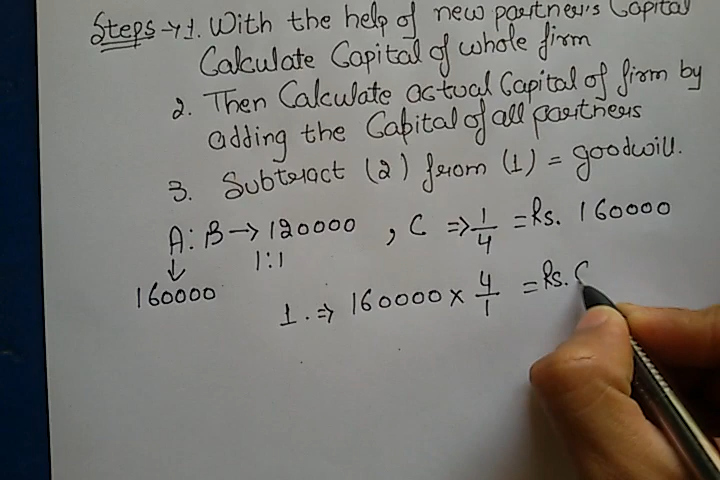 Steps → 1. With the help of new partner's Capital
Calculate Capital of whole firm
2. Then Calculate actual Capital of firm by
adding the Capital of all partners
3. Subtract (2) from (1) = goodwill.
A : B → 120000 , C ⇒ 1/4 = Rs. 160000
↓ 1:1
160000
1. ⇒ 160000 × 4/1 = Rs.